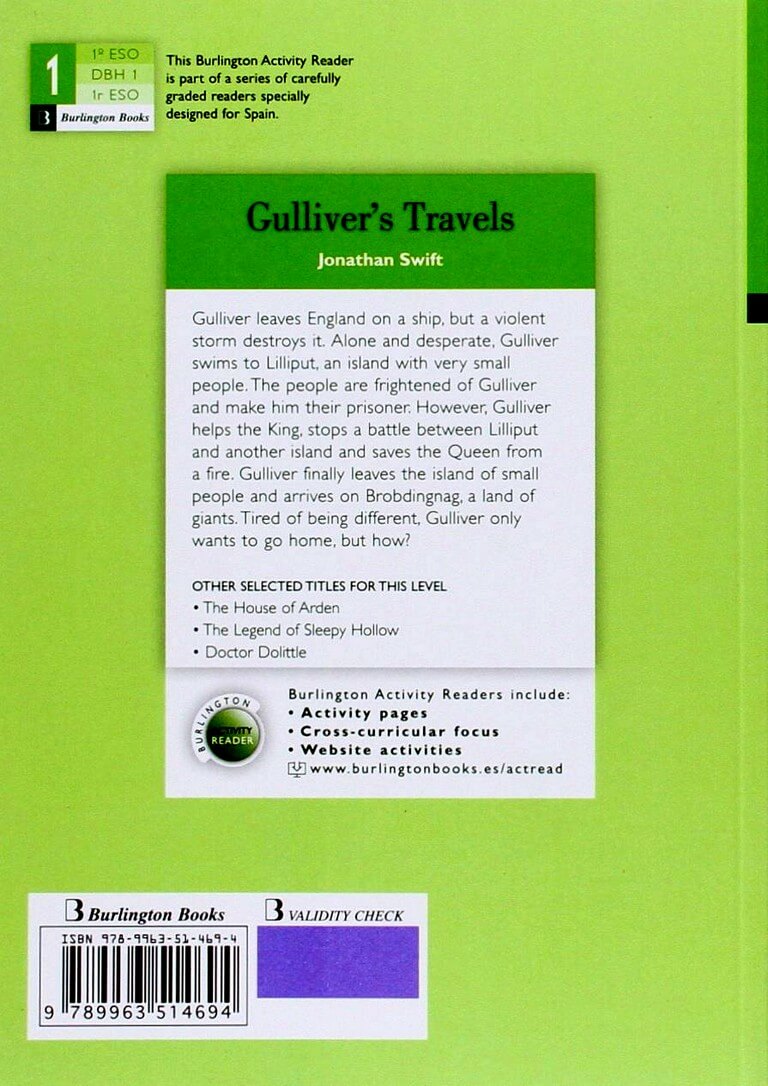 1
1º ESO
DBH 1
1r ESO
B Burlington Books
This Burlington Activity Reader
is part of a series of carefully
graded readers specially
designed for Spain.
Gulliver's Travels
Jonathan Swift
Gulliver leaves England on a ship, but a violent
storm destroys it. Alone and desperate, Gulliver
swims to Lilliput, an island with very small
people. The people are frightened of Gulliver
and make him their prisoner. However, Gulliver
helps the King, stops a battle between Lilliput
and another island and saves the Queen from
a fire. Gulliver finally leaves the island of small
people and arrives on Brobdingnag, a land of
giants. Tired of being different, Gulliver only
wants to go home, but how?
OTHER SELECTED TITLES FOR THIS LEVEL
• The House of Arden
• The Legend of Sleepy Hollow
• Doctor Dolittle
BURLINGTON
ACTIVITY
READER
Burlington Activity Readers include:
• Activity pages
• Cross-curricular focus
• Website activities
www.burlingtonbooks.es/actread
B Burlington Books
B VALIDITY CHECK
ISBN 978-9963-51-469-4
9 789963 514694